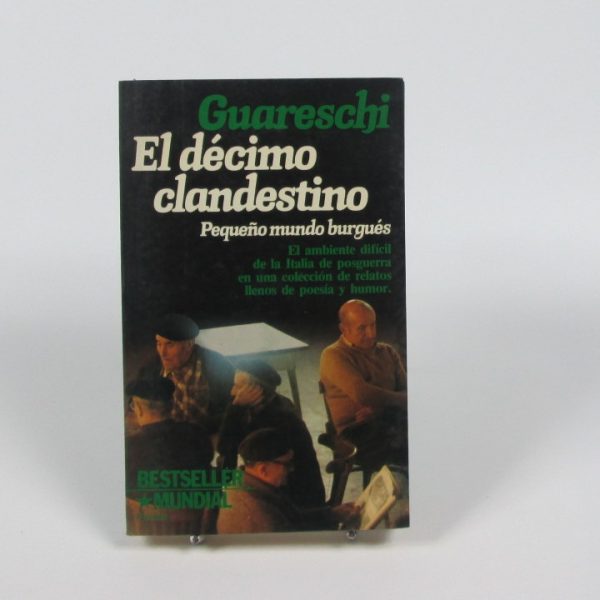 Guareschi
El décimo
clandestino
Pequeño mundo burgués
El ambiente difícil
de la Italia de posguerra
en una colección de relatos
llenos de poesía y humor.
BESTSELLER
★MUNDIAL